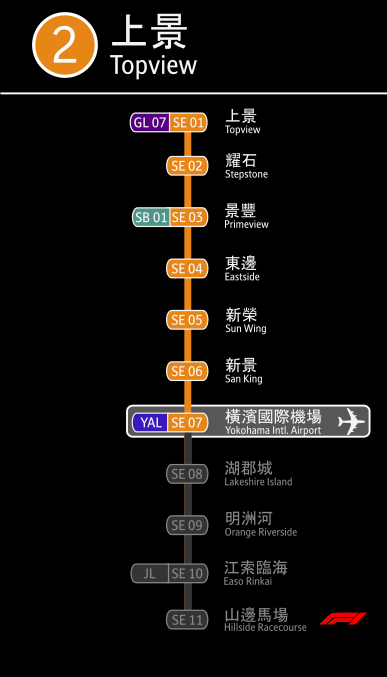 2
上景
Topview
GL 07 SE 01 上景
Topview
SE 02 耀石
Stepstone
SB 01 SE 03 景豐
Primeview
SE 04 東邊
Eastside
SE 05 新榮
Sun Wing
SE 06 新景
San King
YAL SE 07 橫濱國際機場
Yokohama Intl. Airport
SE 08 湖郡城
Lakeshire Island
SE 09 明洲河
Orange Riverside
JL SE 10 江索臨海
Easo Rinkai
SE 11 山邊馬場
Hillside Racecourse